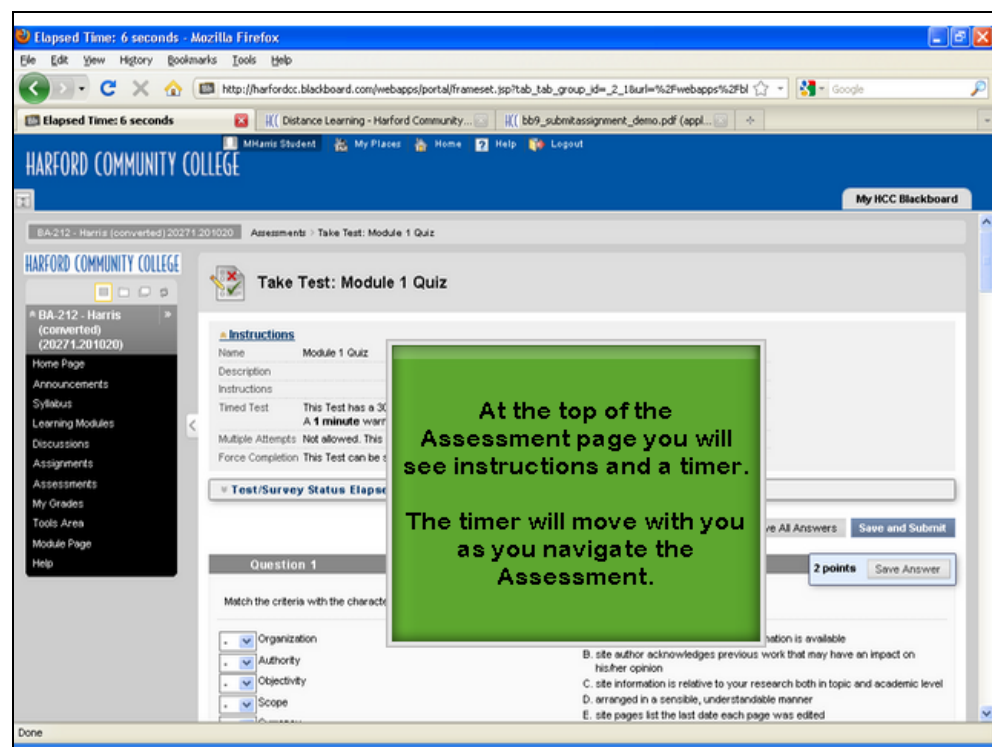 Elapsed Time: 6 seconds - Mozilla Firefox
File Edit View History Bookmarks Tools Help
http://harfordcc.blackboard.com/webapps/portal/frameset.jsp?tab_tab_group_id=_2_1&url=%2Fwebapps%2Fbl Google
Elapsed Time: 6 seconds HC( Distance Learning - Harford Community... HC( bb9_submitassignment_demo.pdf (appl...
MHarris Student My Places Home Help Logout
HARFORD COMMUNITY COLLEGE
My HCC Blackboard
BA-212 - Harris (converted) 20271.201020 Assessments > Take Test: Module 1 Quiz
HARFORD COMMUNITY COLLEGE
Take Test: Module 1 Quiz
BA-212 - Harris
(converted)
(20271.201020)
Home Page
Announcements
Syllabus
Learning Modules
Discussions
Assignments
Assessments
My Grades
Tools Area
Module Page
Help
Instructions
Name Module 1 Quiz
Description
Instructions
Timed Test This Test has a 30
A 1 minute warr
Multiple Attempts Not allowed. This
Force Completion This Test can be s
Test/Survey Status Elapse
At the top of the
Assessment page you will
see instructions and a timer.
The timer will move with you
as you navigate the
Assessment.
ve All Answers Save and Submit
Question 1 2 points Save Answer
Match the criteria with the characte
. Organization
. Authority
. Objectivity
. Scope
mation is available
B. site author acknowledges previous work that may have an impact on
his/her opinion
C. site information is relative to your research both in topic and academic level
D. arranged in a sensible, understandable manner
E. site pages list the last date each page was edited
Done